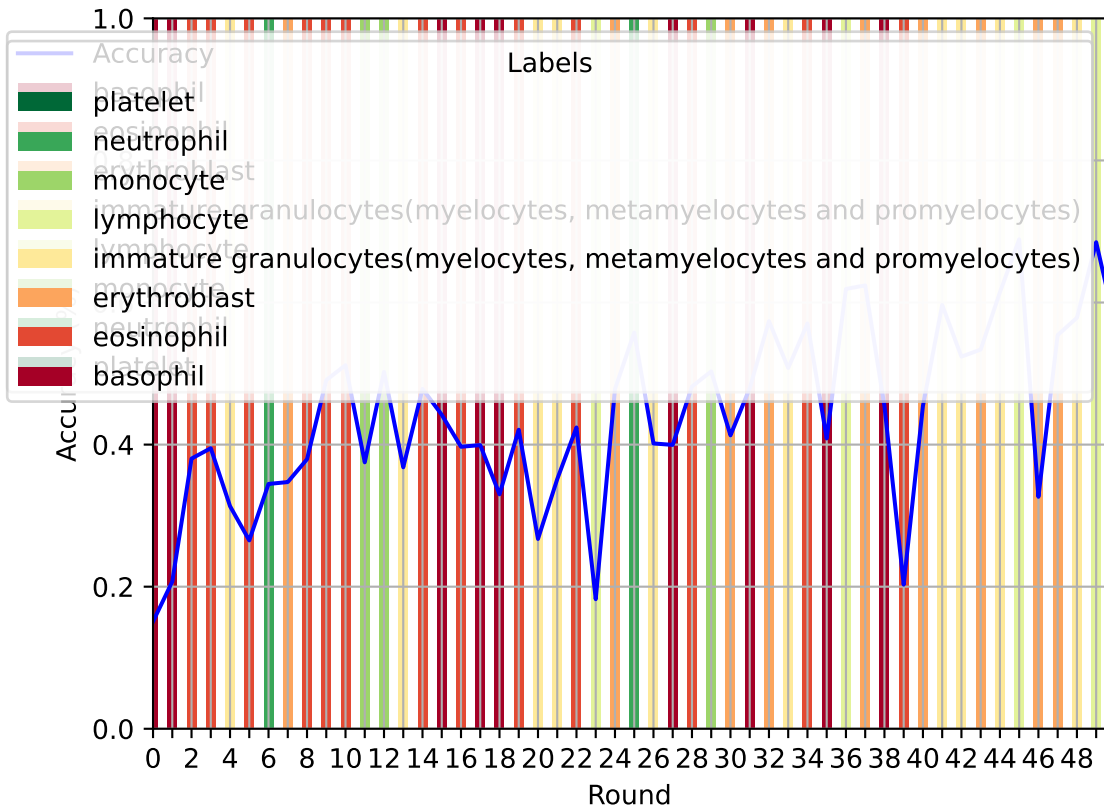 1.0
Labels
Accuracy
basophil
platelet
eosinophil
neutrophil
erythroblast
monocyte
immature granulocytes(myelocytes, metamyelocytes and promyelocytes)
lymphocyte
lymphocyte
immature granulocytes(myelocytes, metamyelocytes and promyelocytes)
monocyte
erythroblast
neutrophil
eosinophil
platelet
basophil
0.4
0.2
0.0
0 2 4 6 8 10 12 14 16 18 20 22 24 26 28 30 32 34 36 38 40 42 44 46 48
Round